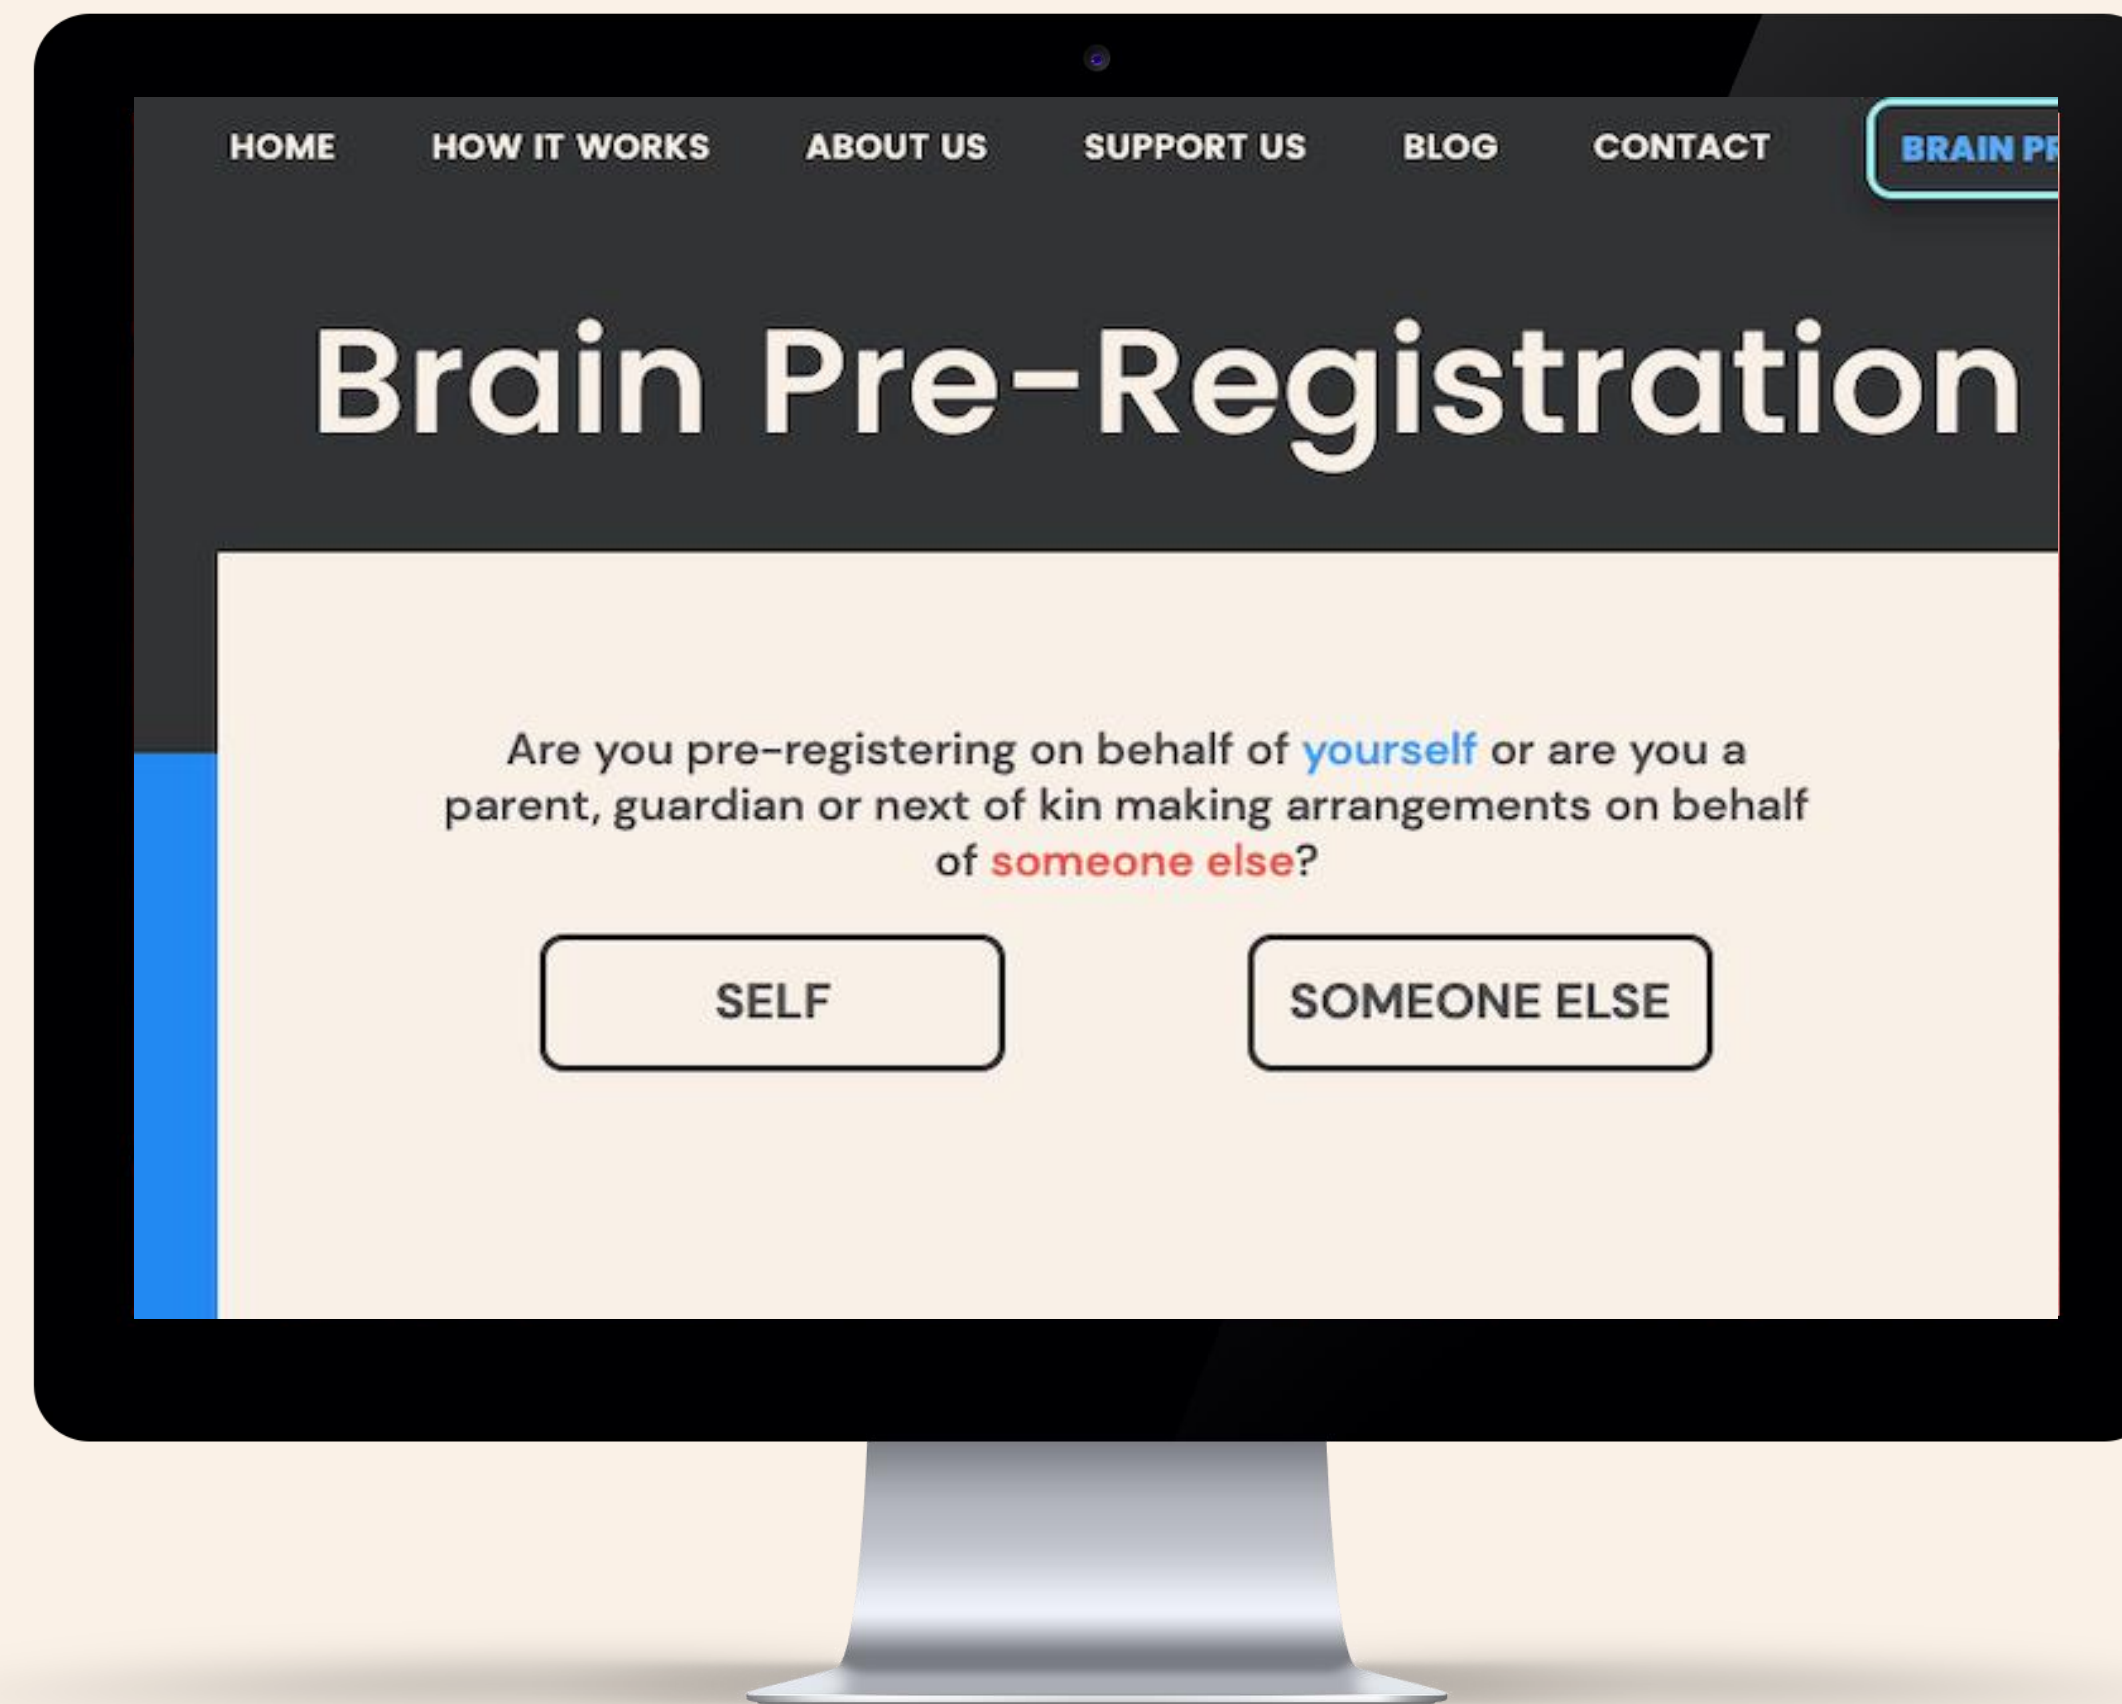 HOME HOW IT WORKS ABOUT US SUPPORT US BLOG CONTACT BRAIN
Brain Pre-Registration
Are you pre-registering on behalf of yourself or are you a
parent, guardian or next of kin making arrangements on behalf
of someone else?
SELF SOMEONE ELSE